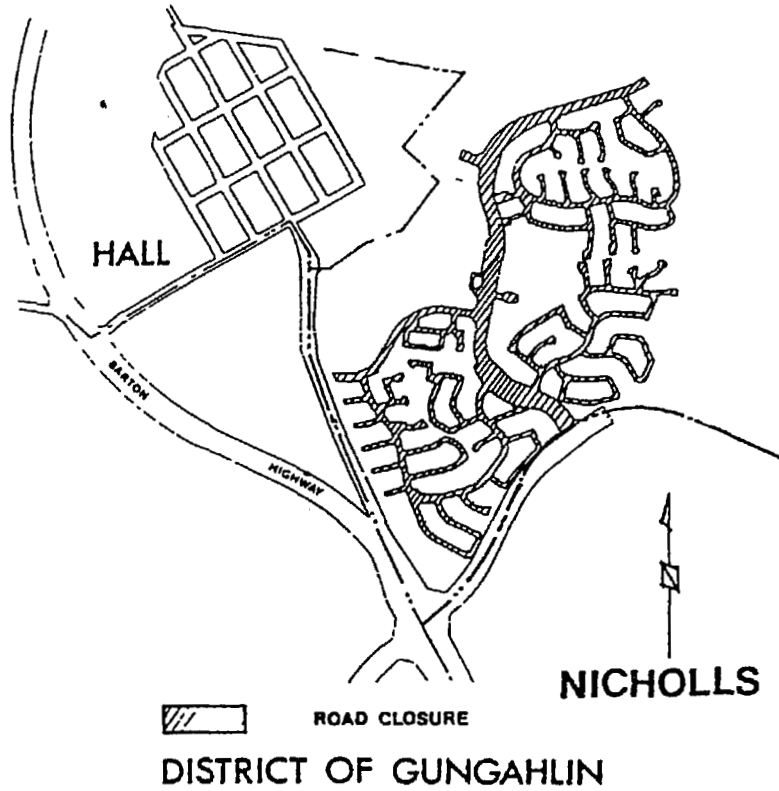 HALL
BARTON
HIGHWAY
NICHOLLS
ROAD CLOSURE
DISTRICT OF GUNGAHLIN